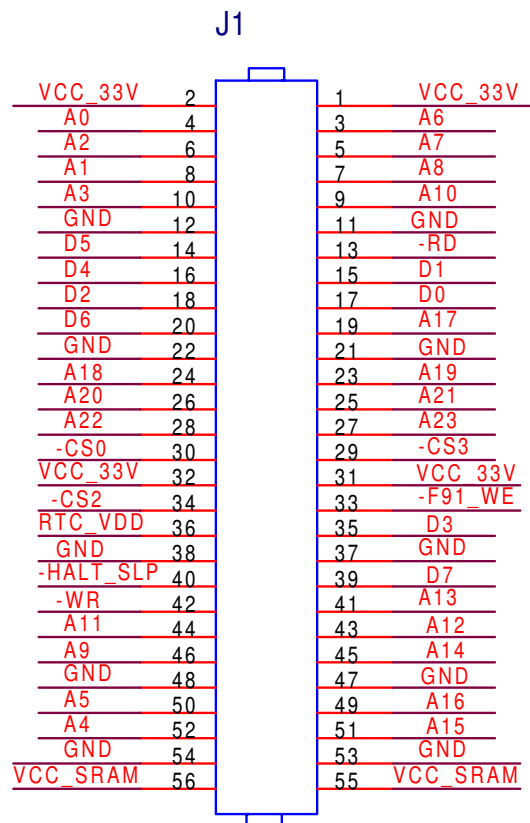 J1
VCC_33V 2 1 VCC_33V
A0 4 3 A6
A2 6 5 A7
A1 8 7 A8
A3 10 9 A10
GND 12 11 GND
D5 14 13 -RD
D4 16 15 D1
D2 18 17 D0
D6 20 19 A17
GND 22 21 GND
A18 24 23 A19
A20 26 25 A21
A22 28 27 A23
-CS0 30 29 -CS3
VCC_33V 32 31 VCC_33V
-CS2 34 33 -F91_WE
RTC_VDD 36 35 D3
GND 38 37 GND
-HALT_SLP 40 39 D7
-WR 42 41 A13
A11 44 43 A12
A9 46 45 A14
GND 48 47 GND
A5 50 49 A16
A4 52 51 A15
GND 54 53 GND
VCC_SRAM 56 55 VCC_SRAM